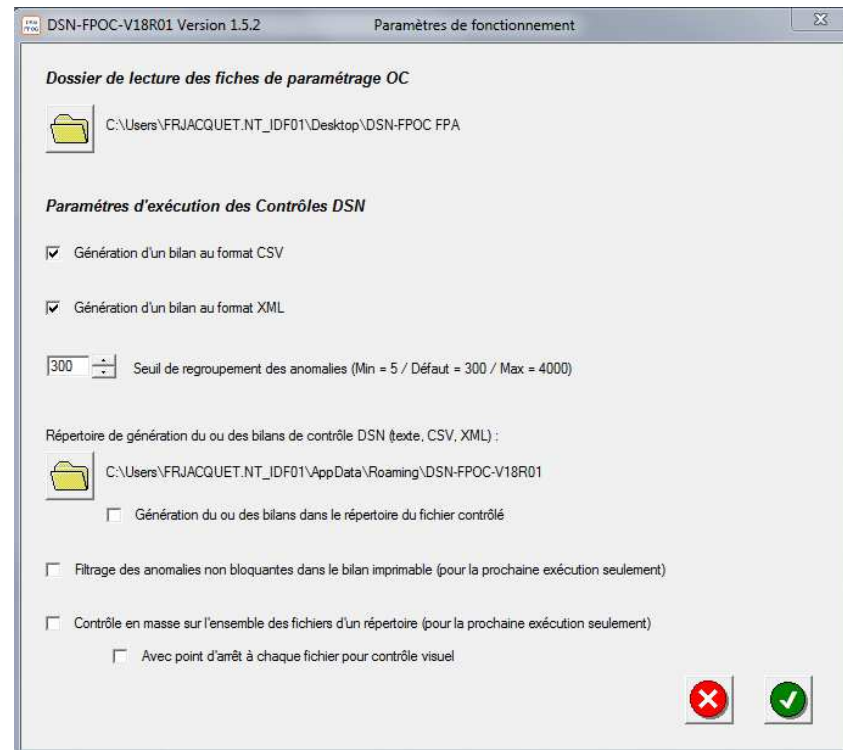 DSN-FPOC-V18R01 Version 1.5.2 Paramètres de fonctionnement
Dossier de lecture des fiches de paramétrage OC
C:\Users\FRJACQUET.NT_IDF01\Desktop\DSN-FPOC FPA
Paramétres d'exécution des Contrôles DSN
Génération d'un bilan au format CSV
Génération d'un bilan au format XML
300 Seuil de regroupement des anomalies (Min = 5 / Défaut = 300 / Max = 4000)
Répertoire de génération du ou des bilans de contrôle DSN (texte, CSV, XML) :
C:\Users\FRJACQUET.NT_IDF01\AppData\Roaming\DSN-FPOC-V18R01
Génération du ou des bilans dans le répertoire du fichier contrôlé
Filtrage des anomalies non bloquantes dans le bilan imprimable (pour la prochaine exécution seulement)
Contrôle en masse sur l'ensemble des fichiers d'un répertoire (pour la prochaine exécution seulement)
Avec point d'arrêt à chaque fichier pour contrôle visuel